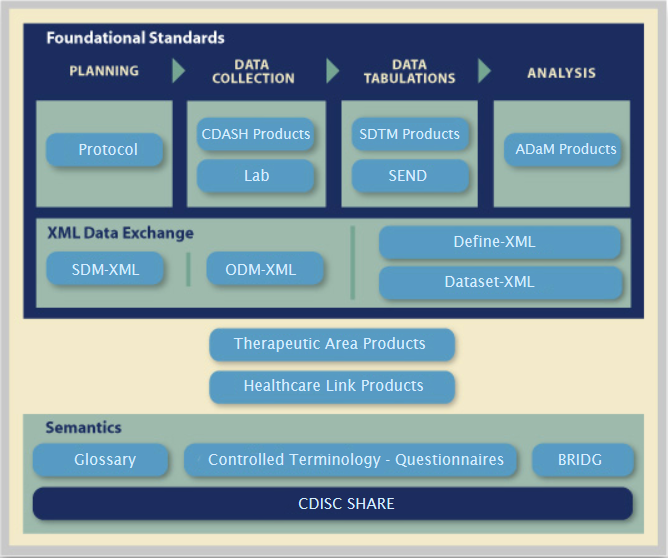 Foundational Standards
PLANNING
DATA
COLLECTION
DATA
TABULATIONS
ANALYSIS
Protocol
CDASH Products
Lab
SDTM Products
SEND
ADaM Products
XML Data Exchange
SDM-XML
ODM-XML
Define-XML
Dataset-XML
Therapeutic Area Products
Healthcare Link Products
Semantics
Glossary
Controlled Terminology - Questionnaires
BRIDG
CDISC SHARE